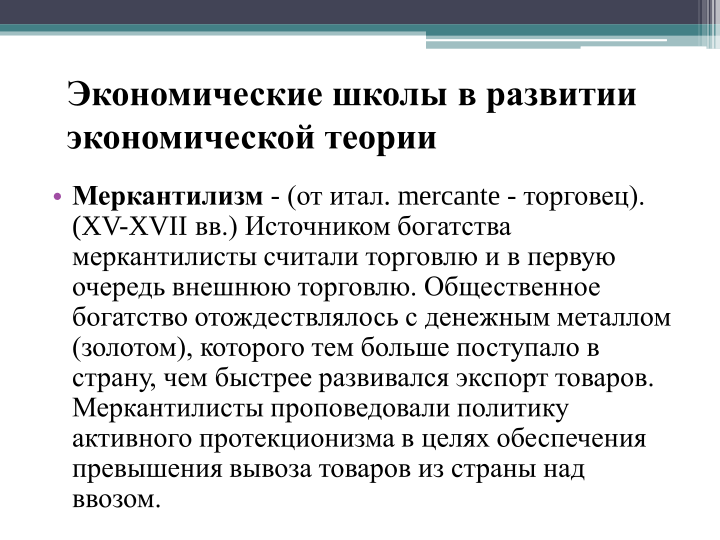 Экономические школы в развитии
экономической теории
• Меркантилизм - (от итал. mercante - торговец).
(XV-XVII вв.) Источником богатства
меркантилисты считали торговлю и в первую
очередь внешнюю торговлю. Общественное
богатство отождествлялось с денежным металлом
(золотом), которого тем больше поступало в
страну, чем быстрее развивался экспорт товаров.
Меркантилисты проповедовали политику
активного протекционизма в целях обеспечения
превышения вывоза товаров из страны над
ввозом.